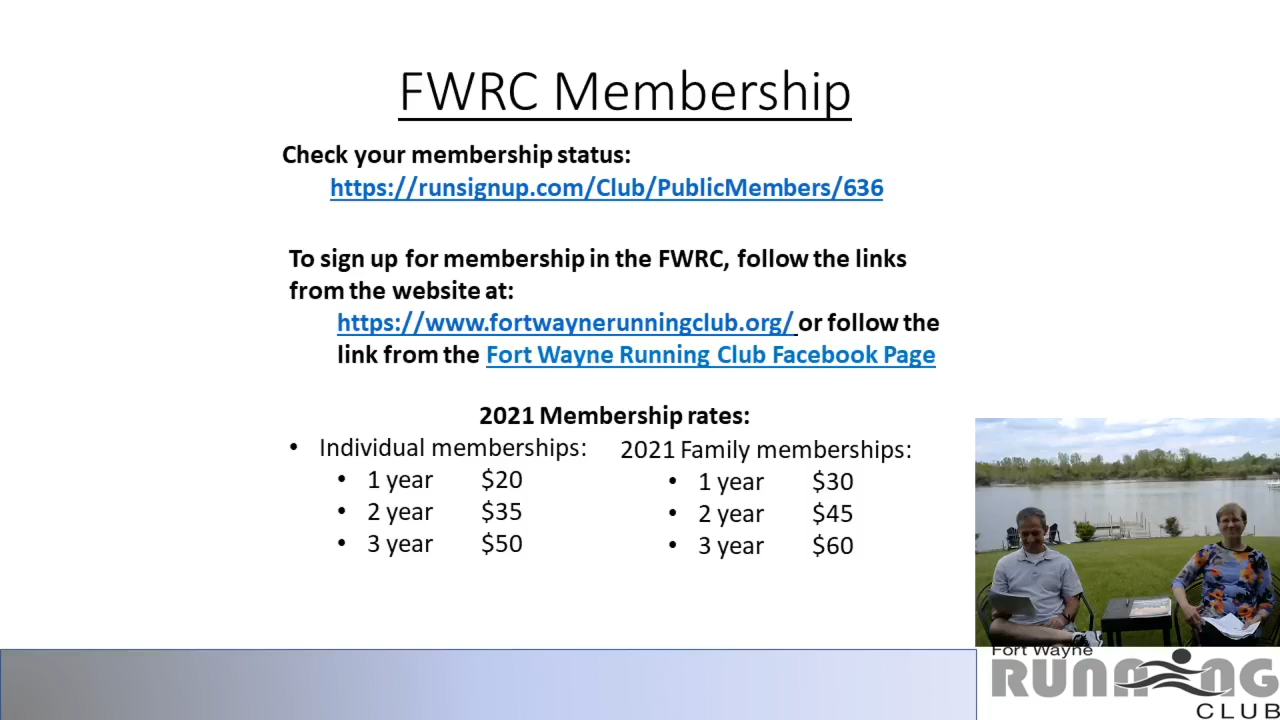 FWRC Membership
Check your membership status:
https://runsignup.com/Club/PublicMembers/636
To sign up for membership in the FWRC, follow the links
from the website at:
https://www.fortwaynerunningclub.org/ or follow the
link from the Fort Wayne Running Club Facebook Page
2021 Membership rates:
• Individual memberships:
• 1 year $20
• 2 year $35
• 3 year $50
2021 Family memberships:
• 1 year $30
• 2 year $45
• 3 year $60
Fort Wayne
RUNNING
CLUB